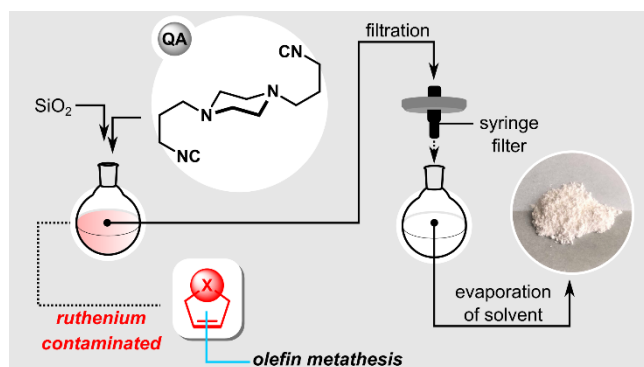 QA
CN
filtration
SiO2
N
N
NC
syringe
filter
X
ruthenium
contaminated
evaporation
of solvent
olefin metathesis